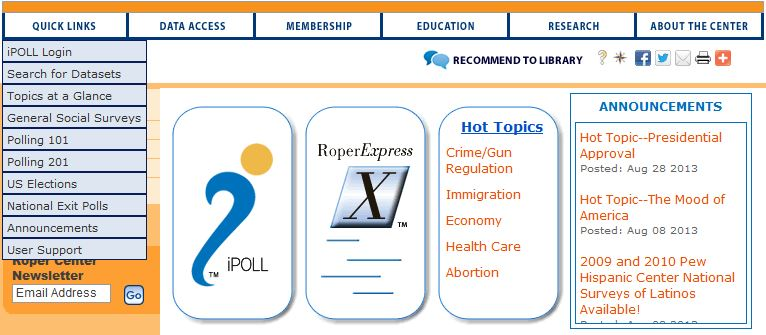 QUICK LINKS
DATA ACCESS
MEMBERSHIP
EDUCATION
RESEARCH
ABOUT THE CENTER
iPOLL Login
Search for Datasets
Topics at a Glance
General Social Surveys
Polling 101
Polling 201
US Elections
National Exit Polls
Announcements
User Support
Roper Center
Newsletter
Email Address
Go
RECOMMEND TO LIBRARY
TM
iPOLL
RoperExpress
X
TM
Hot Topics
Crime/Gun
Regulation
Immigration
Economy
Health Care
Abortion
ANNOUNCEMENTS
Hot Topic--Presidential
Approval
Posted: Aug 28 2013
Hot Topic--The Mood of
America
Posted: Aug 08 2013
2009 and 2010 Pew
Hispanic Center National
Surveys of Latinos
Available!